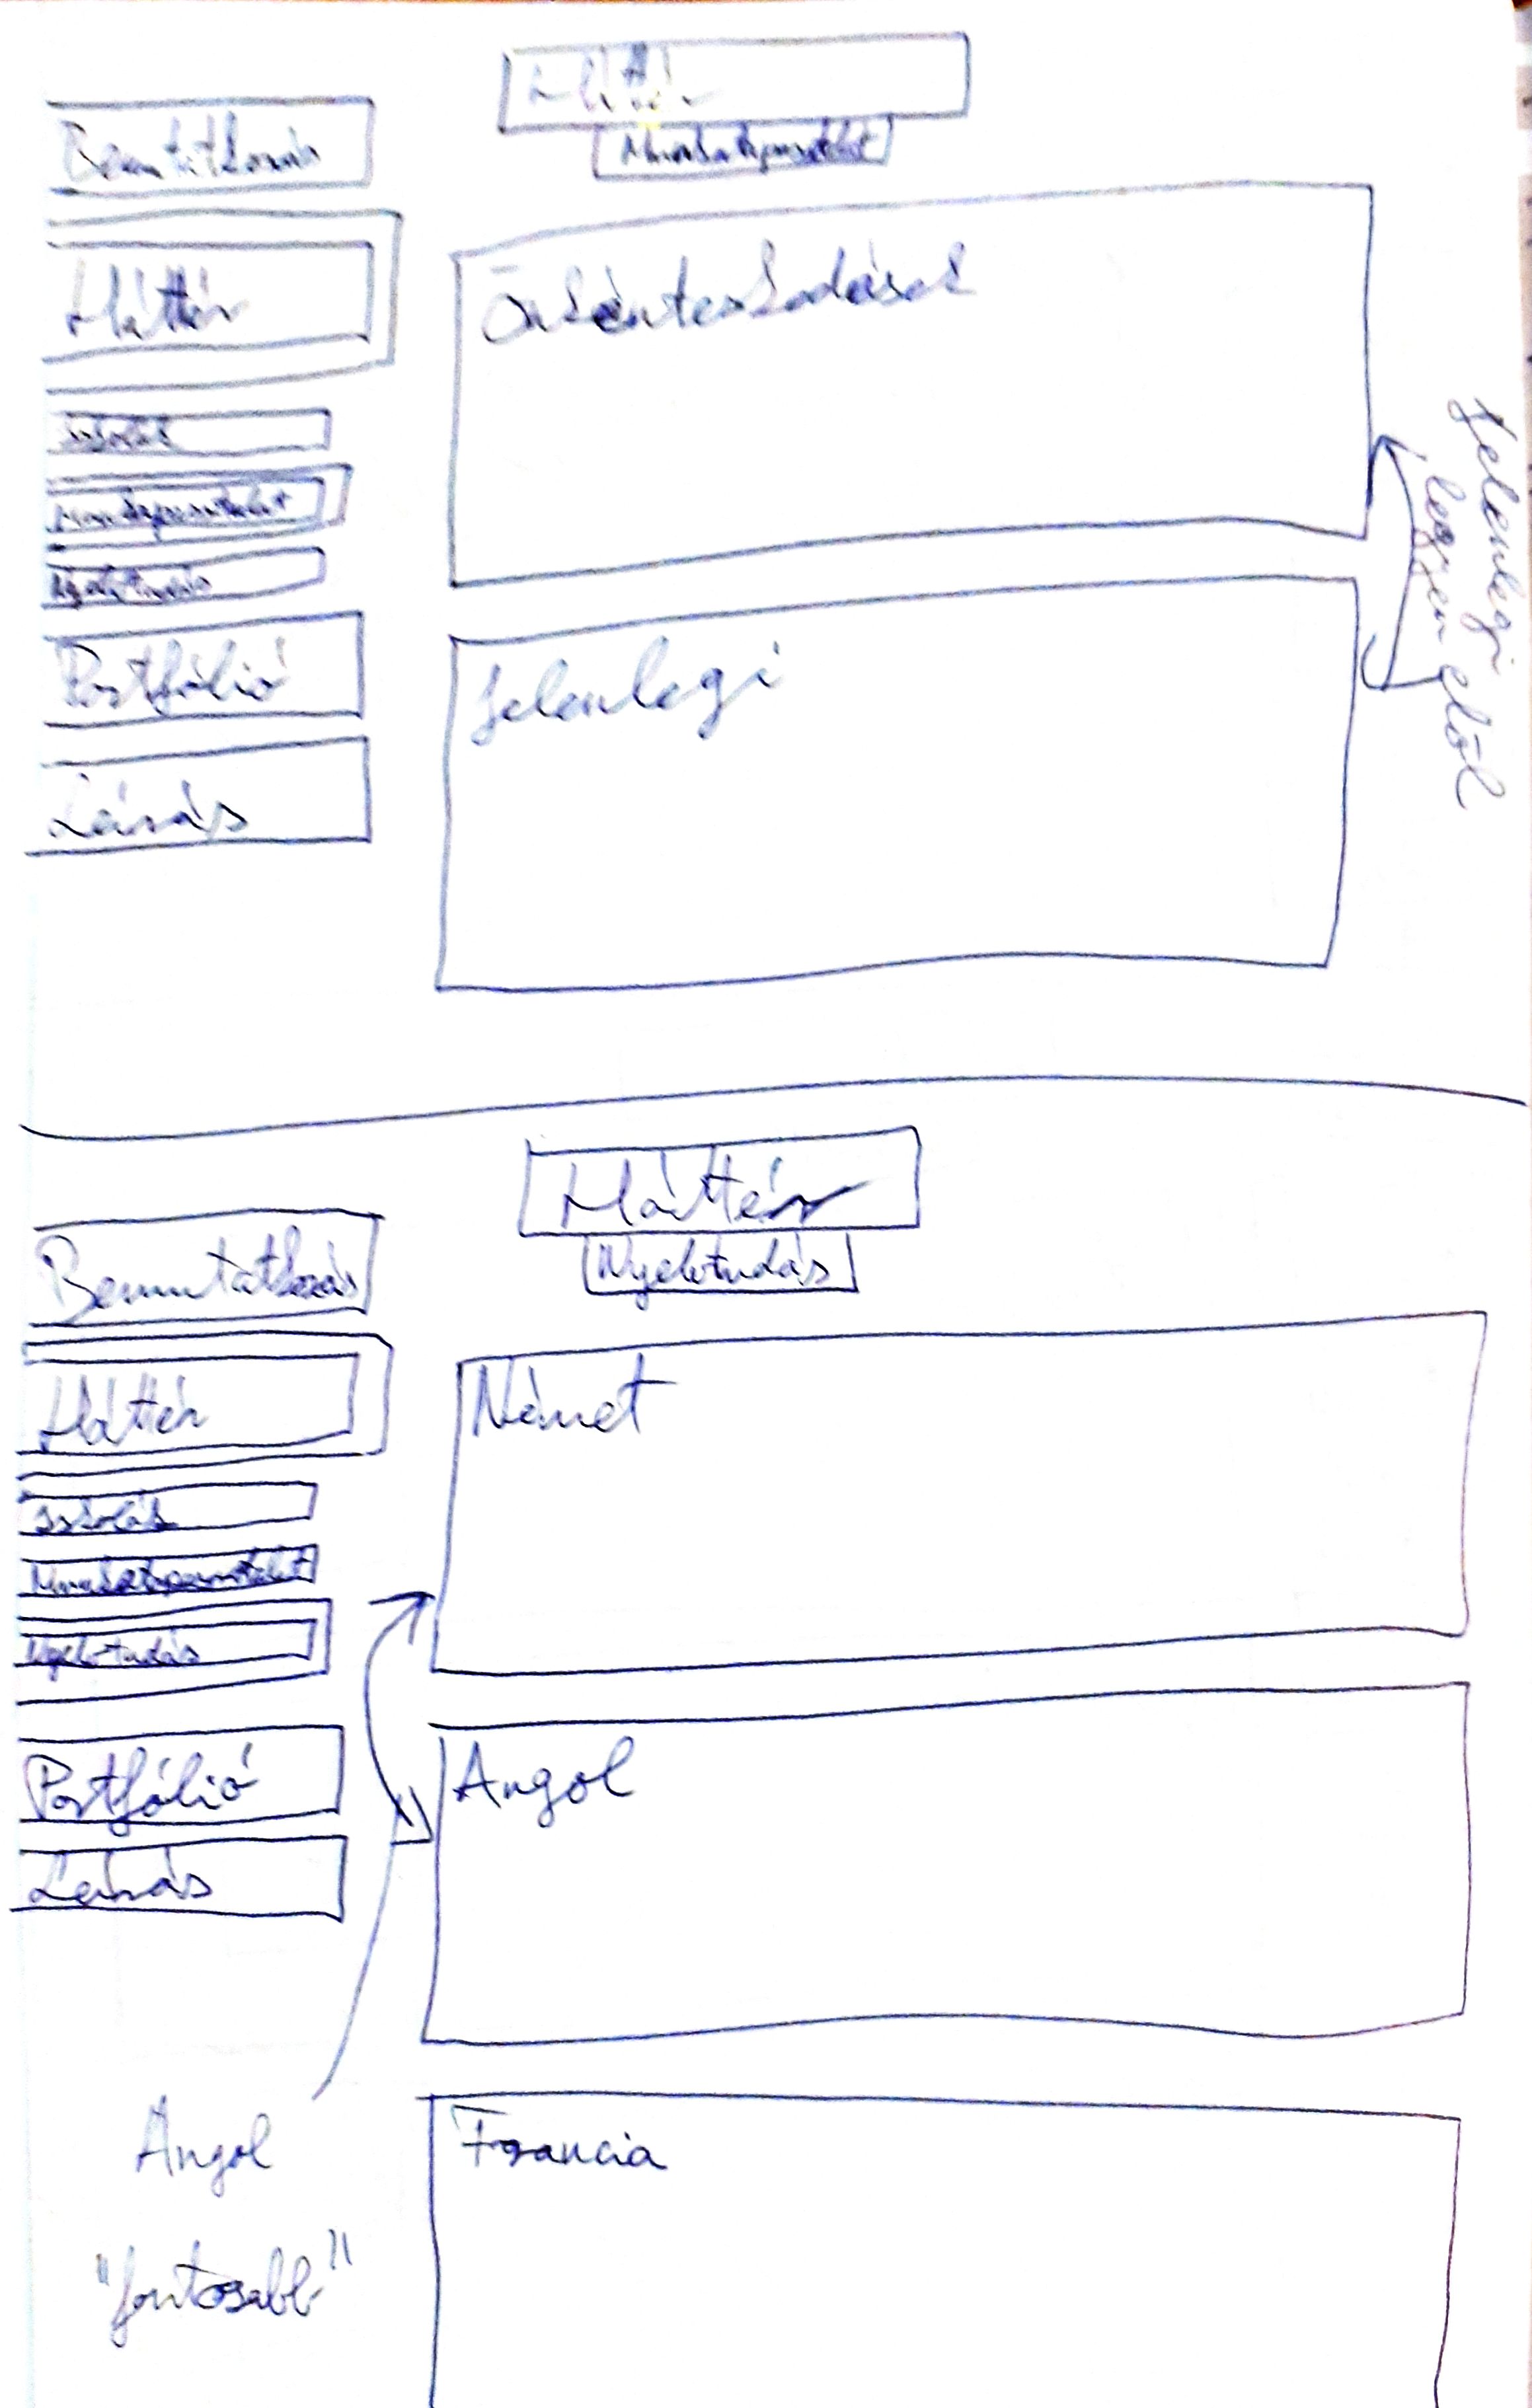 Háttér
Munkatapasztalat
Bemutatkozás
Háttér
Iskolák
Munkatapasztalat
Nyelvtudás
Portfólió
Leírás
Önkénteskedések
Jelenlegi
Jelenlegi
legyen elöl
Háttér
Nyelvtudás
Bemutatkozás
Háttér
Iskolák
Munkatapasztalat
Nyelvtudás
Portfólió
Leírás
Német
Angol
Francia
Angol
"fontosabb"